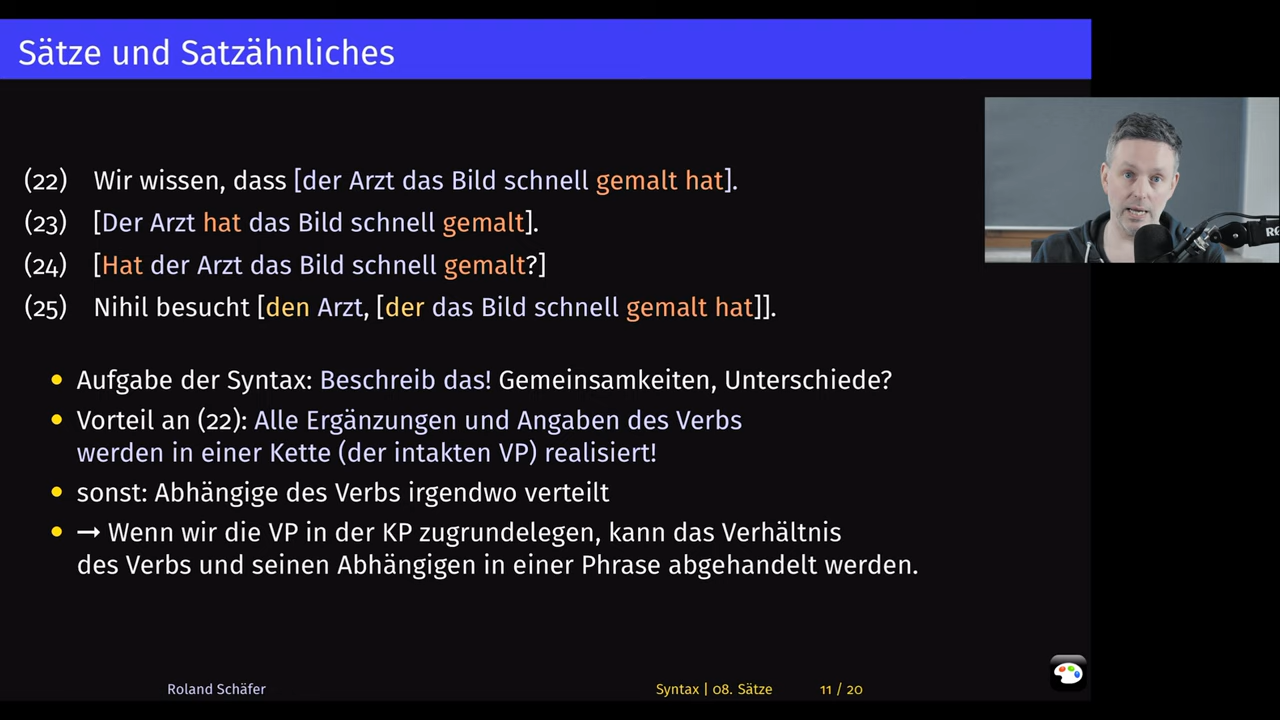 Sätze und Satzähnliches
(22) Wir wissen, dass [der Arzt das Bild schnell gemalt hat].
(23) [Der Arzt hat das Bild schnell gemalt].
(24) [Hat der Arzt das Bild schnell gemalt?]
(25) Nihil besucht [den Arzt, [der das Bild schnell gemalt hat]].
• Aufgabe der Syntax: Beschreib das! Gemeinsamkeiten, Unterschiede?
• Vorteil an (22): Alle Ergänzungen und Angaben des Verbs
werden in einer Kette (der intakten VP) realisiert!
• sonst: Abhängige des Verbs irgendwo verteilt
• → Wenn wir die VP in der KP zugrundelegen, kann das Verhältnis
des Verbs und seinen Abhängigen in einer Phrase abgehandelt werden.
Roland Schäfer
Syntax | 08. Sätze
11 / 20